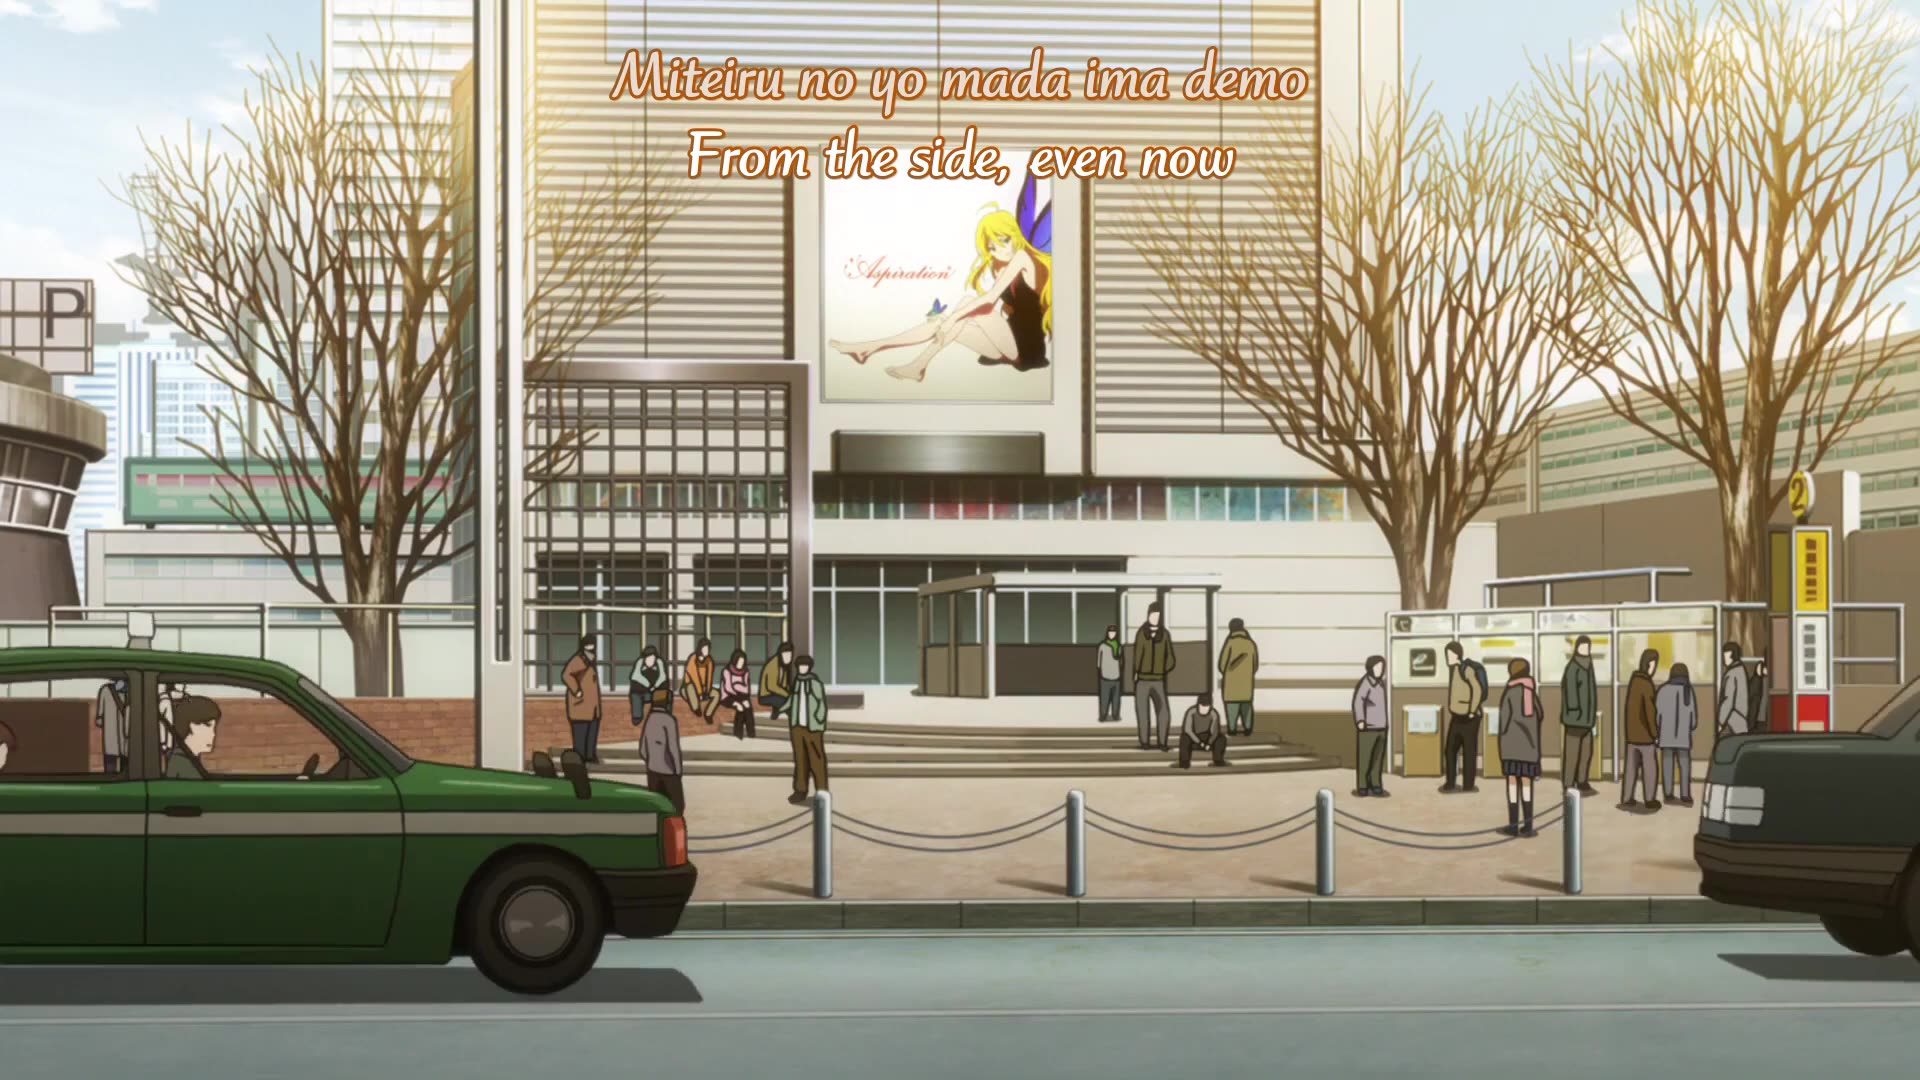 Miteiru no yo mada ima demo
From the side, even now
Aspiration
P
2